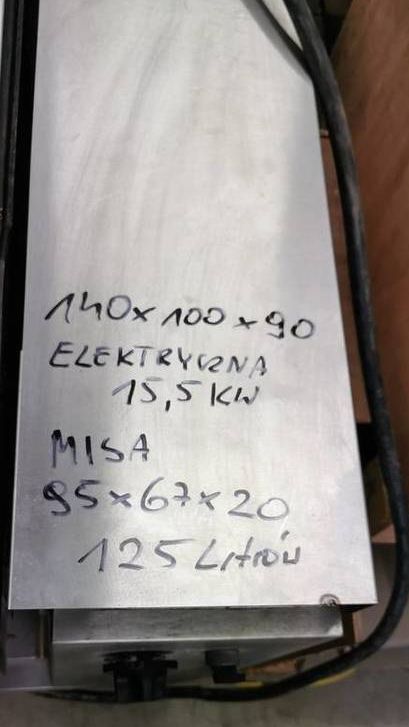 140x100x90
ELEKTRYCZNA
15,5 KW
MISA
95x67x20
125 Litrów